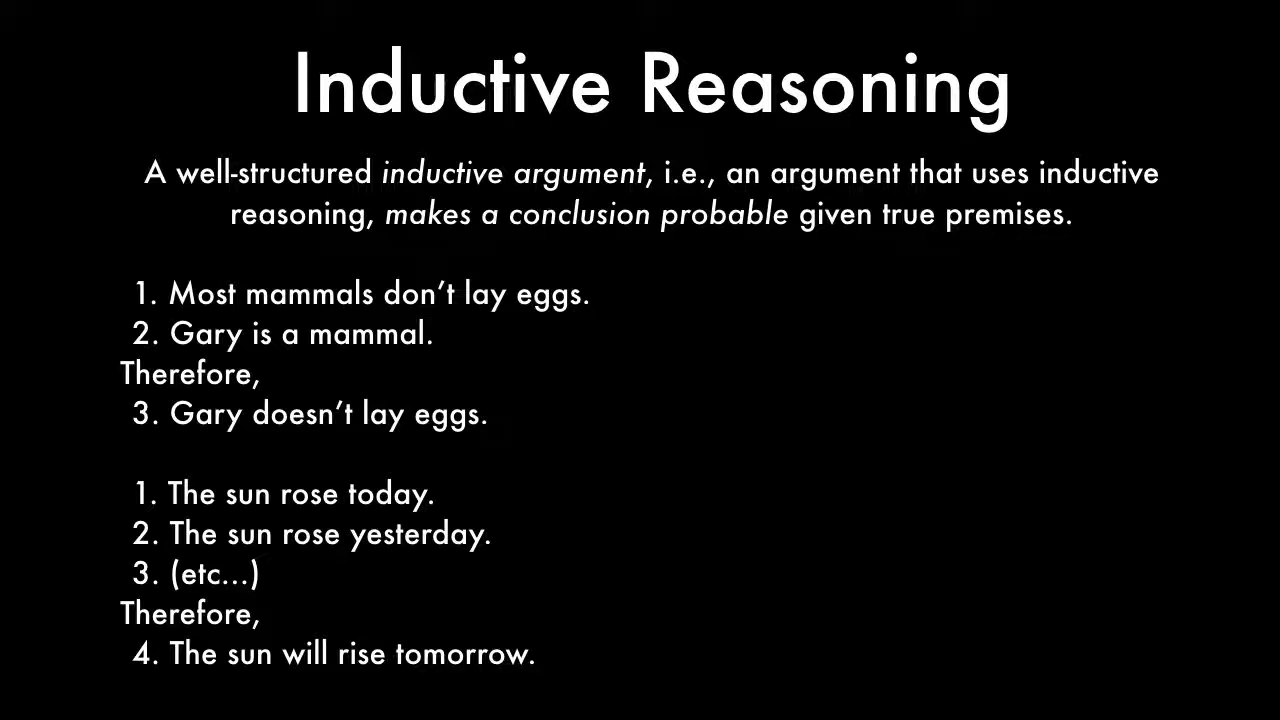 Inductive Reasoning
A well-structured inductive argument, i.e., an argument that uses inductive
reasoning, makes a conclusion probable given true premises.
1. Most mammals don’t lay eggs.
2. Gary is a mammal.
Therefore,
3. Gary doesn’t lay eggs.
1. The sun rose today.
2. The sun rose yesterday.
3. (etc...)
Therefore,
4. The sun will rise tomorrow.